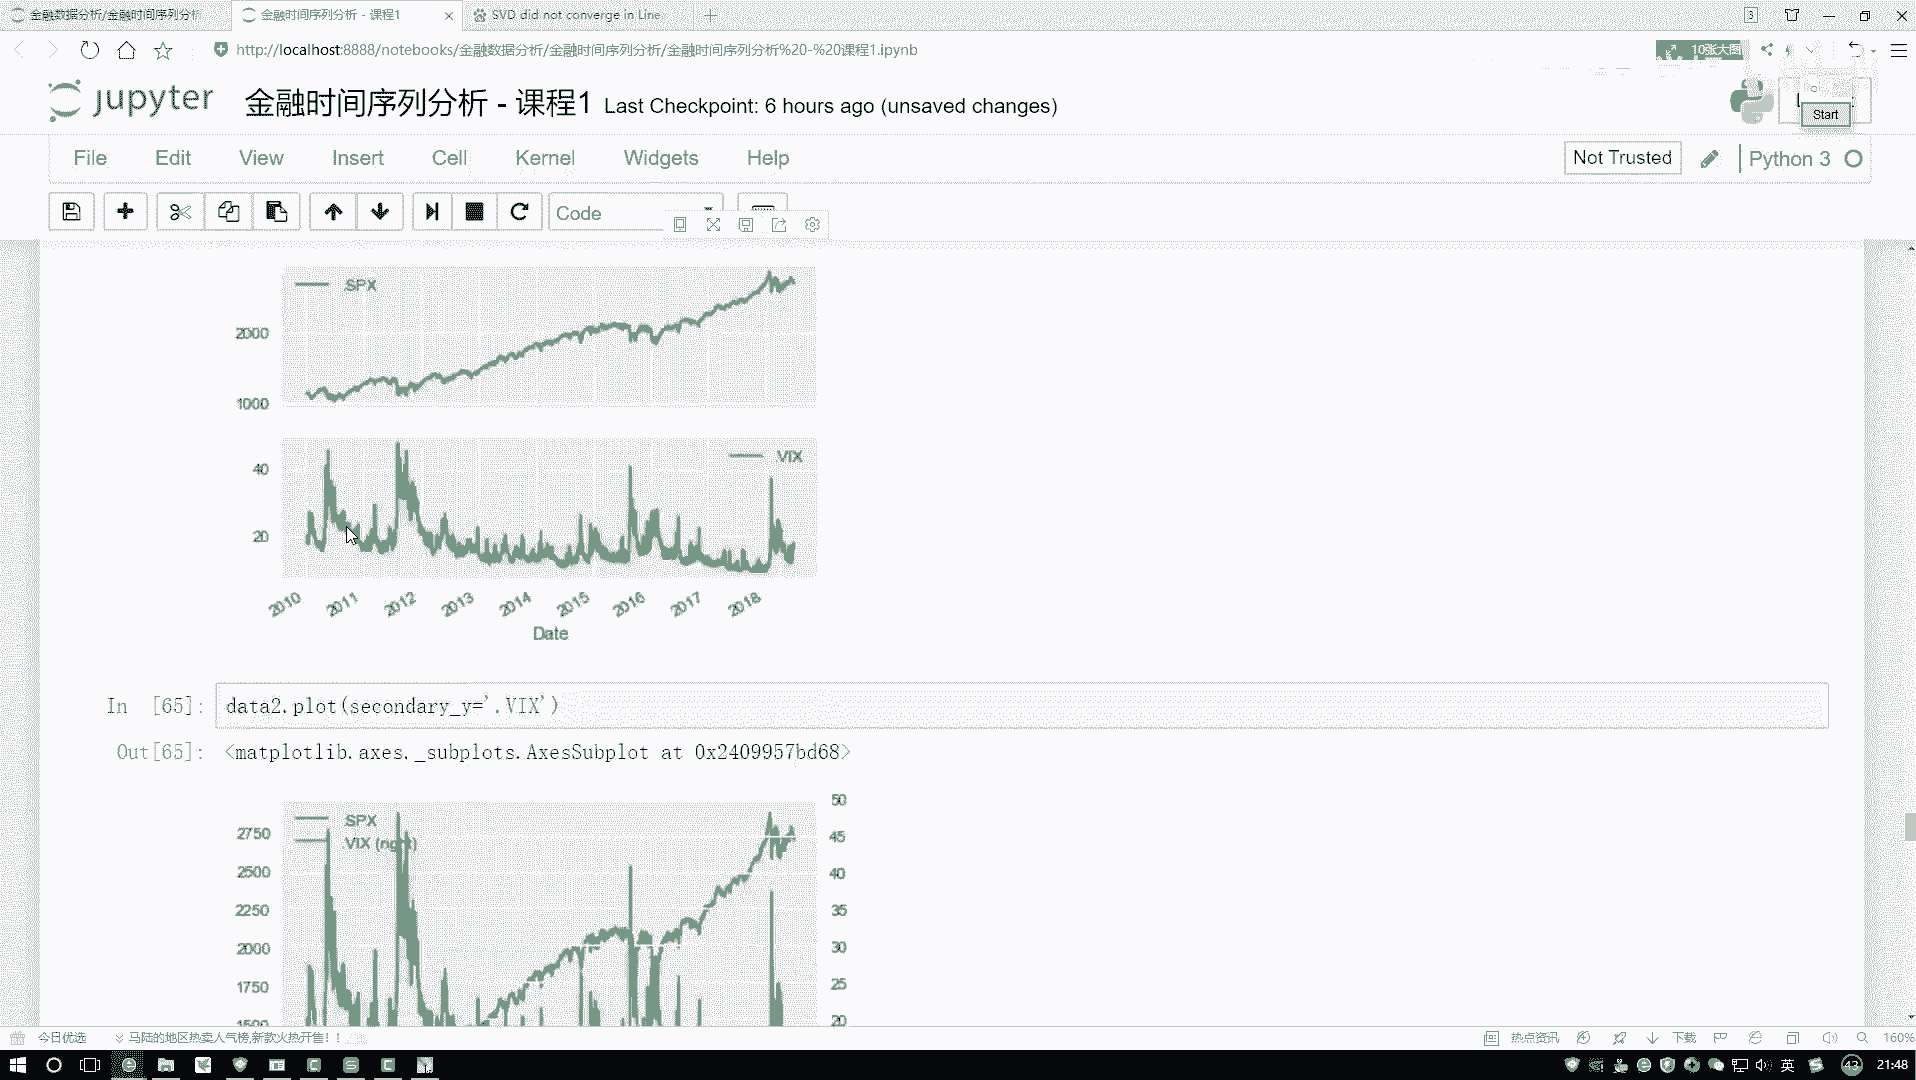 金融数据分析/金融时间序列分析
金融时间序列分析 - 课程1
SVD did not converge in Line
3
http://localhost:8888/notebooks/金融数据分析/金融时间序列分析/金融时间序列分析%20-%20课程1.ipynb
10张大图
jupyter 金融时间序列分析 - 课程1 Last Checkpoint: 6 hours ago (unsaved changes)
Start
File Edit View Insert Cell Kernel Widgets Help
Not Trusted
Python 3
Code
SPX
2000
1000
VIX
40
20
2010 2011 2012 2013 2014 2015 2016 2017 2018
Date
In [65]: data2.plot(secondary_y='.VIX')
Out[65]: <matplotlib.axes._subplots.AxesSubplot at 0x2409957bd68>
SPX
VIX (right)
2750
2500
2250
2000
1750
1500
50
45
40
35
30
25
20
今日优选
马陆的地区热卖人气榜,新款火热开售!!
热点资讯
下载
160%
英
43
21:48